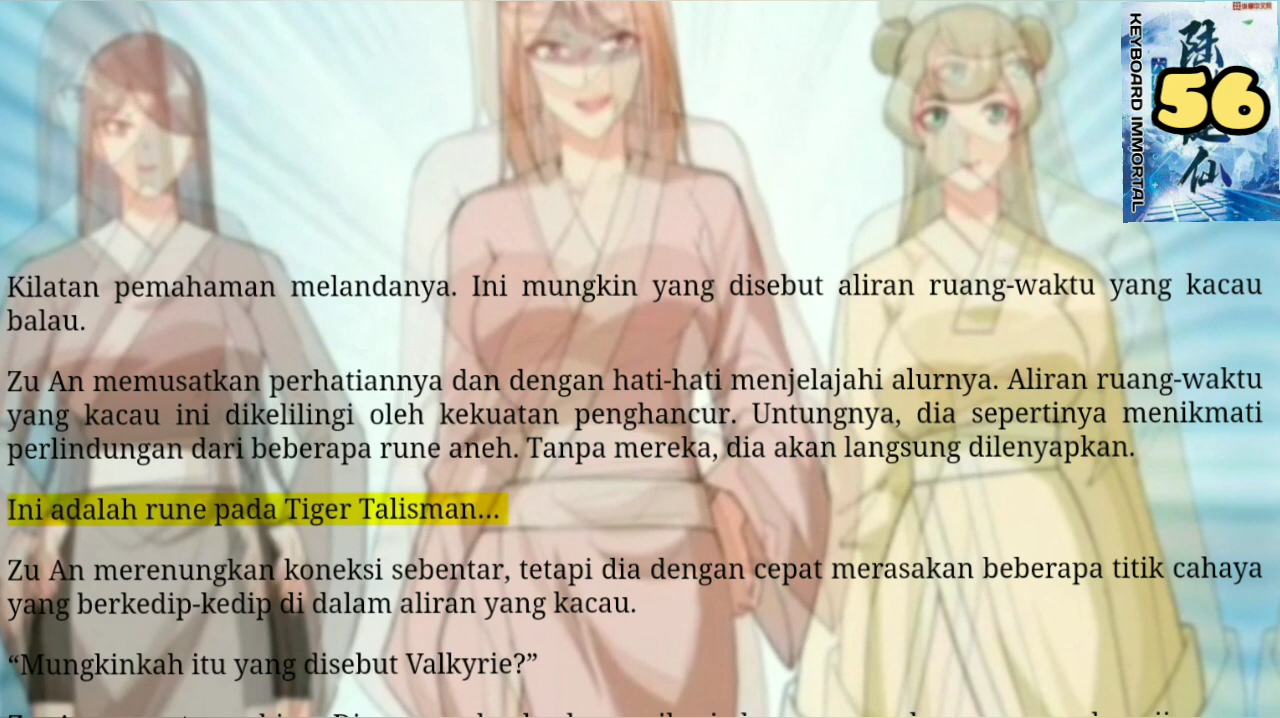 KEYBOARD IMMORTAL
56
Kilatan pemahaman melandanya. Ini mungkin yang disebut aliran ruang-waktu yang kacau
balau.
Zu An memusatkan perhatiannya dan dengan hati-hati menjelajahi alurnya. Aliran ruang-waktu
yang kacau ini dikelilingi oleh kekuatan penghancur. Untungnya, dia sepertinya menikmati
perlindungan dari beberapa rune aneh. Tanpa mereka, dia akan langsung dilenyapkan.
Ini adalah rune pada Tiger Talisman...
Zu An merenungkan koneksi sebentar, tetapi dia dengan cepat merasakan beberapa titik cahaya
yang berkedip-kedip di dalam aliran yang kacau.
“Mungkinkah itu yang disebut Valkyrie?”